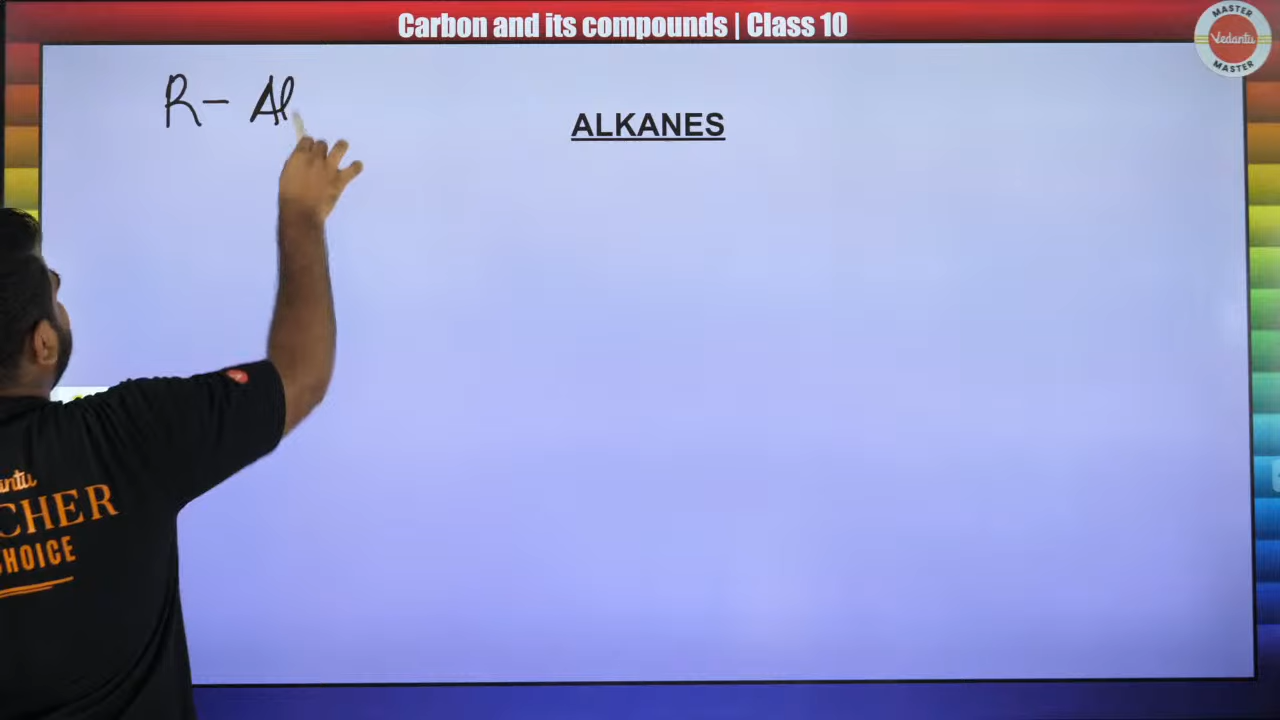 Carbon and its compounds | Class 10
MASTER
Vedantu
MASTER
R- Al
ALKANES
CHER
HOICE